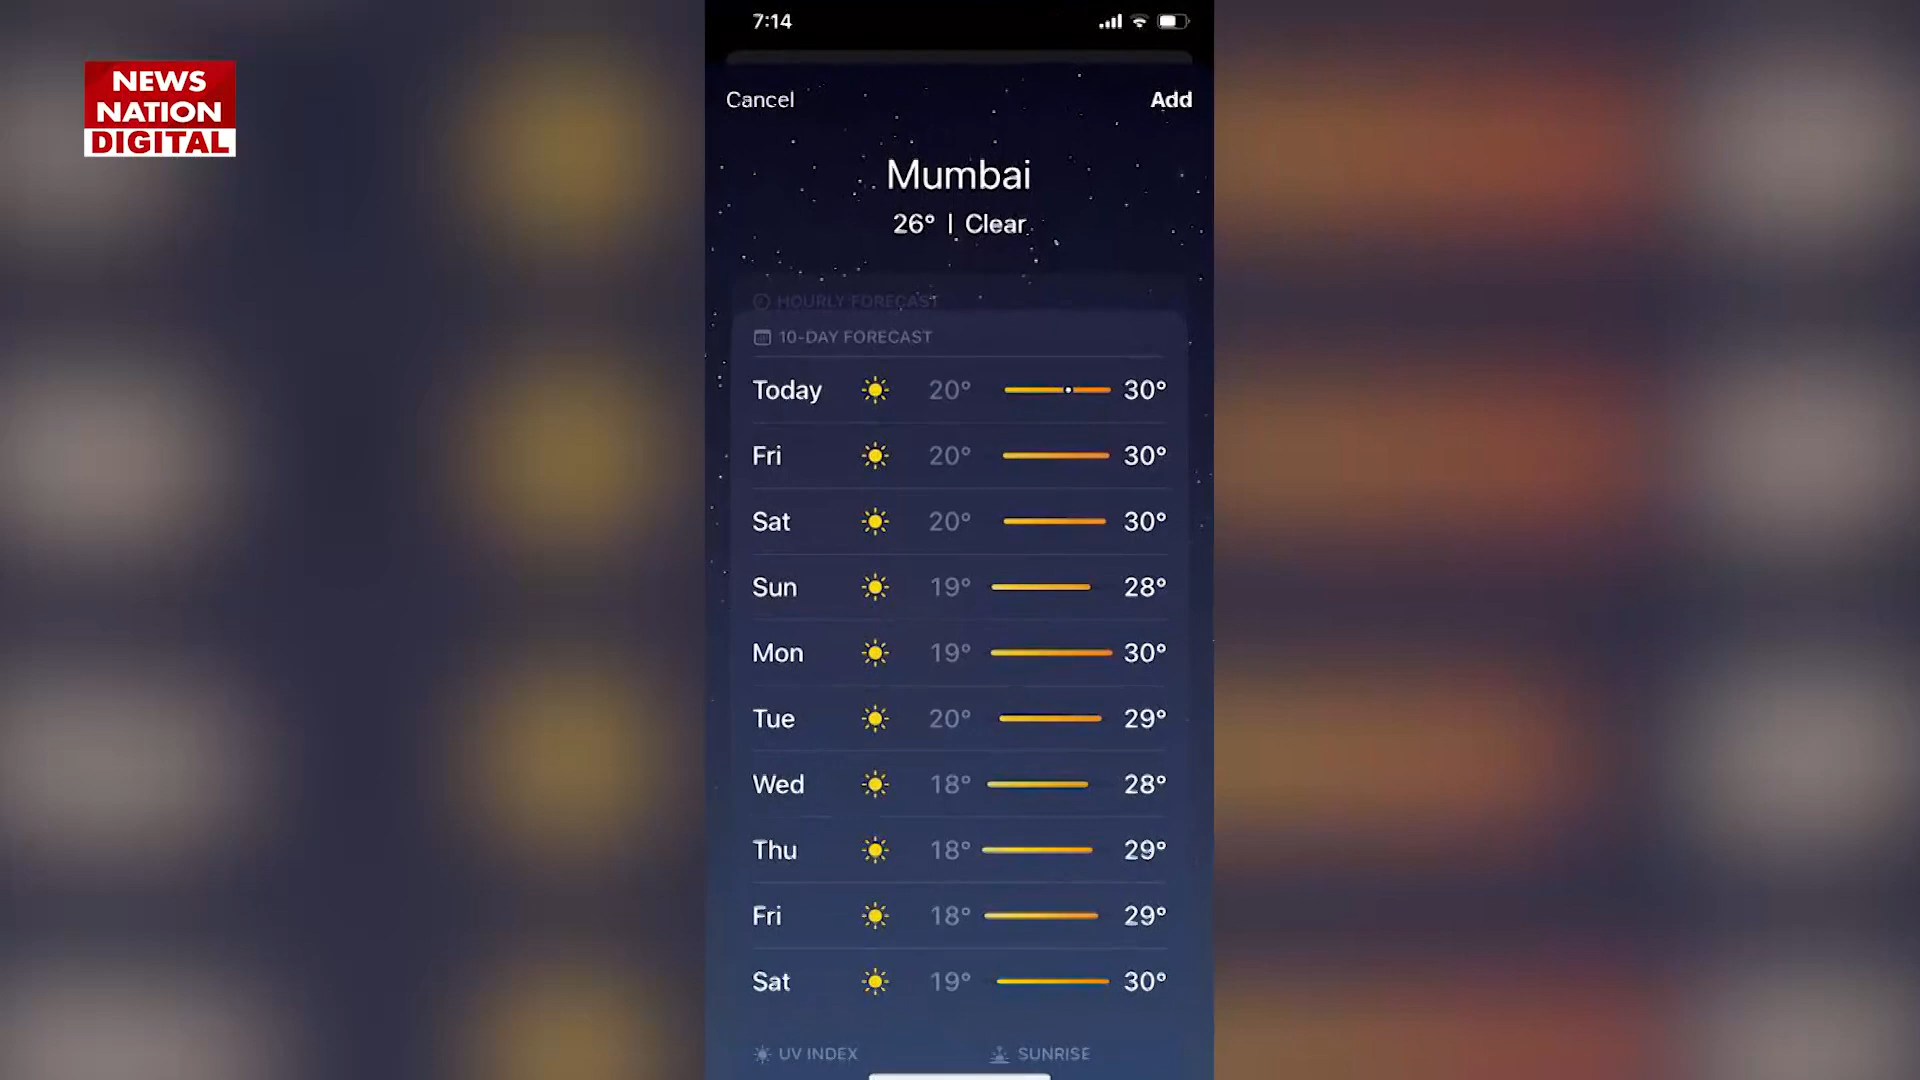 NEWS
NATION
DIGITAL
7:14
Cancel
Add
Mumbai
26° | Clear
HOURLY FORECAST
10-DAY FORECAST
Today 20° 30°
Fri 20° 30°
Sat 20° 30°
Sun 19° 28°
Mon 19° 30°
Tue 20° 29°
Wed 18° 28°
Thu 18° 29°
Fri 18° 29°
Sat 19° 30°
UV INDEX
SUNRISE